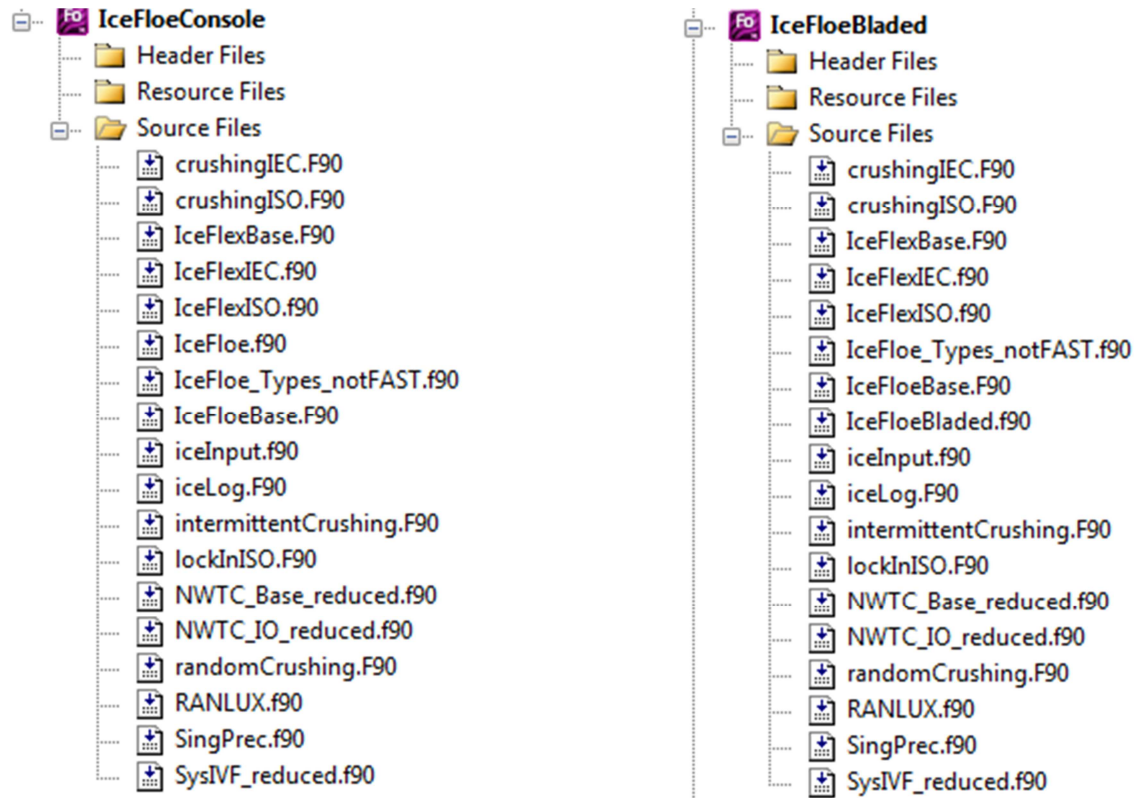 IceFloeConsole
Header Files
Resource Files
Source Files
crushingIEC.F90
crushingISO.F90
IceFlexBase.F90
IceFlexIEC.f90
IceFlexISO.f90
IceFloe.f90
IceFloe_Types_notFAST.f90
IceFloeBase.F90
iceInput.f90
iceLog.F90
intermittentCrushing.F90
lockInISO.F90
NWTC_Base_reduced.f90
NWTC_IO_reduced.f90
randomCrushing.F90
RANLUX.f90
SingPrec.f90
SysIVF_reduced.f90
IceFloeBladed
Header Files
Resource Files
Source Files
crushingIEC.F90
crushingISO.F90
IceFlexBase.F90
IceFlexIEC.f90
IceFlexISO.f90
IceFloe_Types_notFAST.f90
IceFloeBase.F90
IceFloeBladed.f90
iceInput.f90
iceLog.F90
intermittentCrushing.F90
lockInISO.F90
NWTC_Base_reduced.f90
NWTC_IO_reduced.f90
randomCrushing.F90
RANLUX.f90
SingPrec.f90
SysIVF_reduced.f90